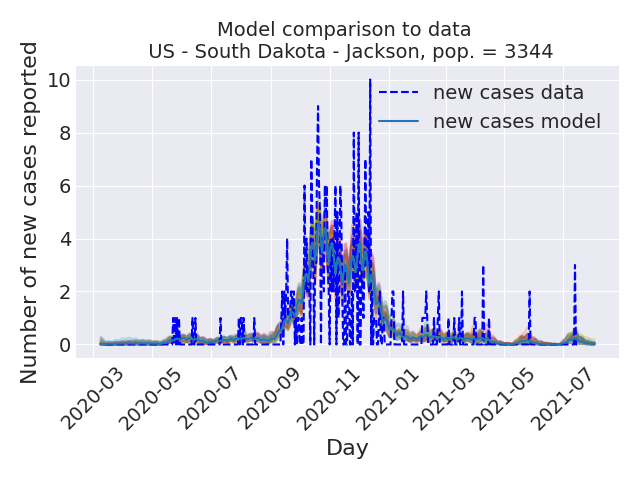 Model comparison to data
US - South Dakota - Jackson, pop. = 3344
Number of new cases reported
10
8
6
4
2
0
new cases data
new cases model
2020-03
2020-05
2020-07
2020-09
2020-11
2021-01
2021-03
2021-05
2021-07
Day